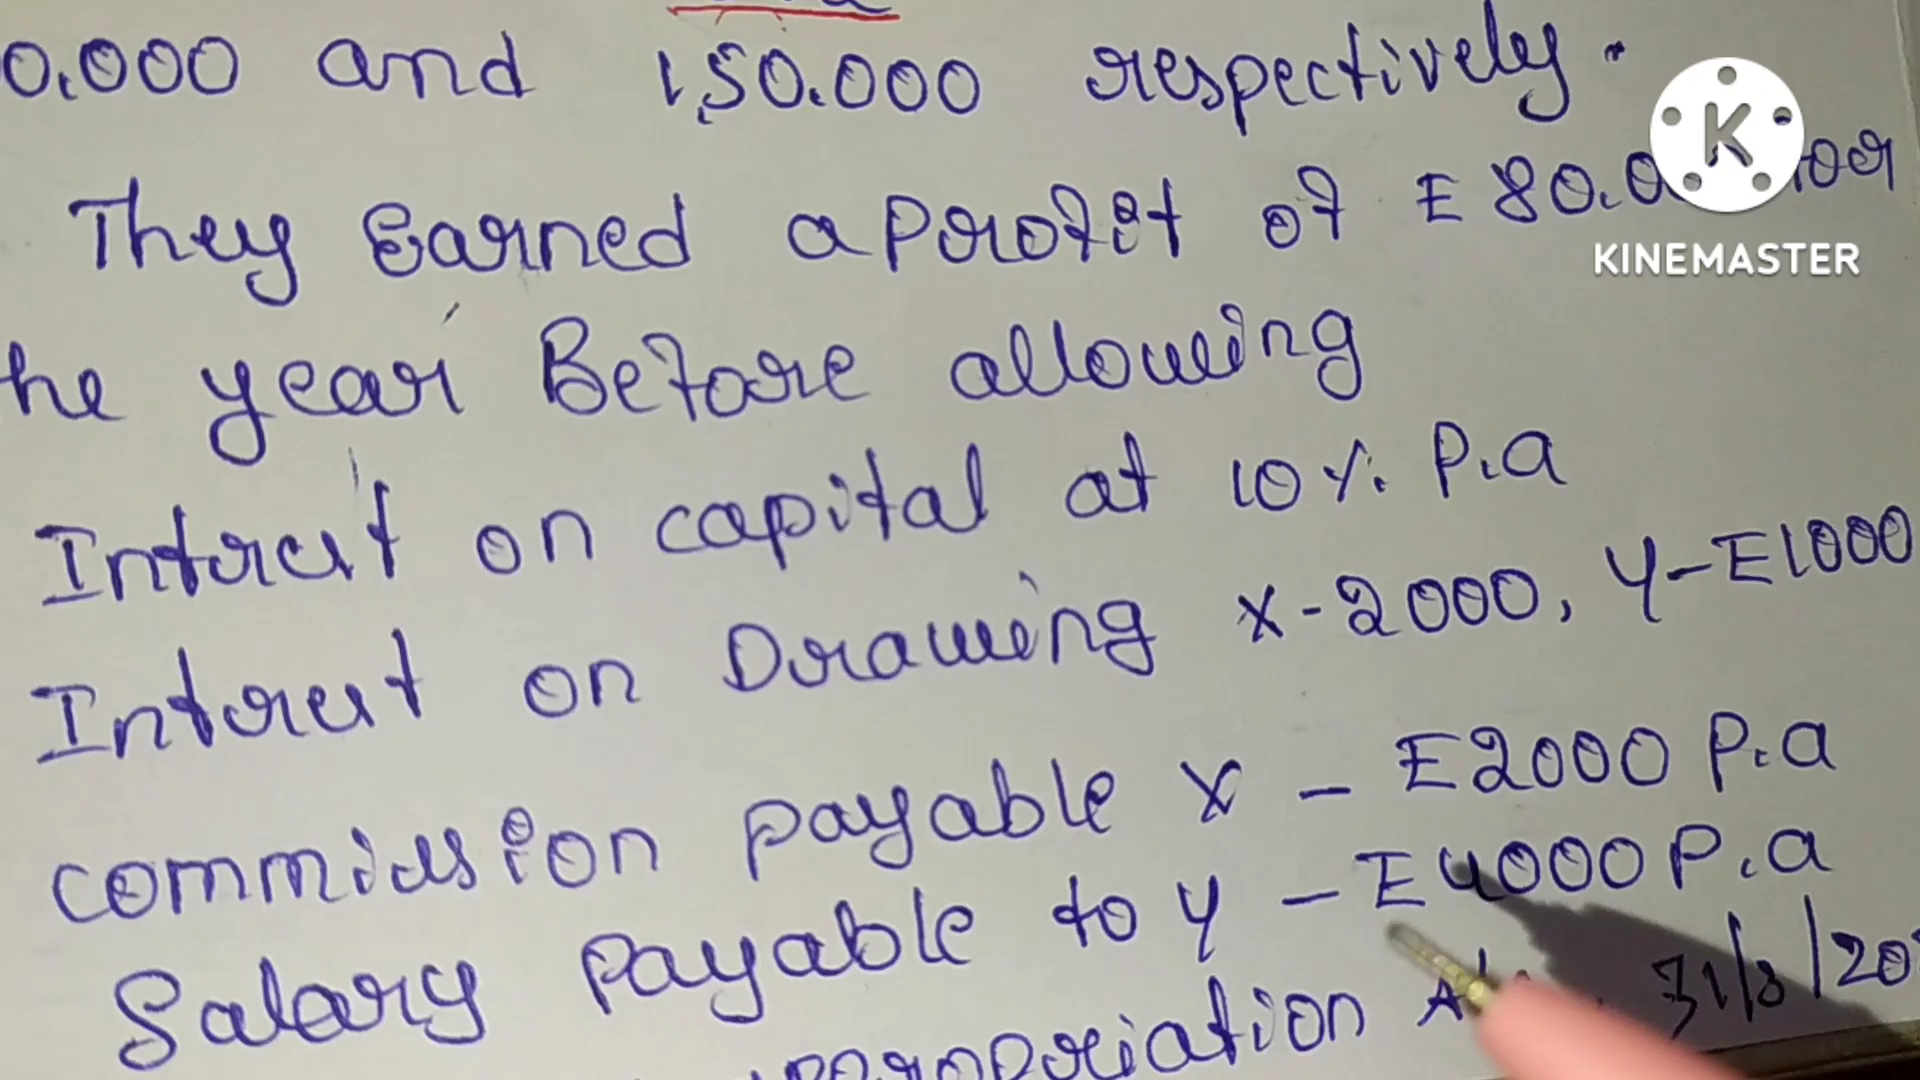 0.000 and 1,50.000 respectively.
They Earned a Profit of E 80.0
he year Before allowing
Interest on capital at 10%. P.a
Interest on Drawing X-2000, Y-E1000
commission payable X - E2000 P.a
Salary Payable to Y - E4000 P.a
31/3/20
K
KINEMASTER